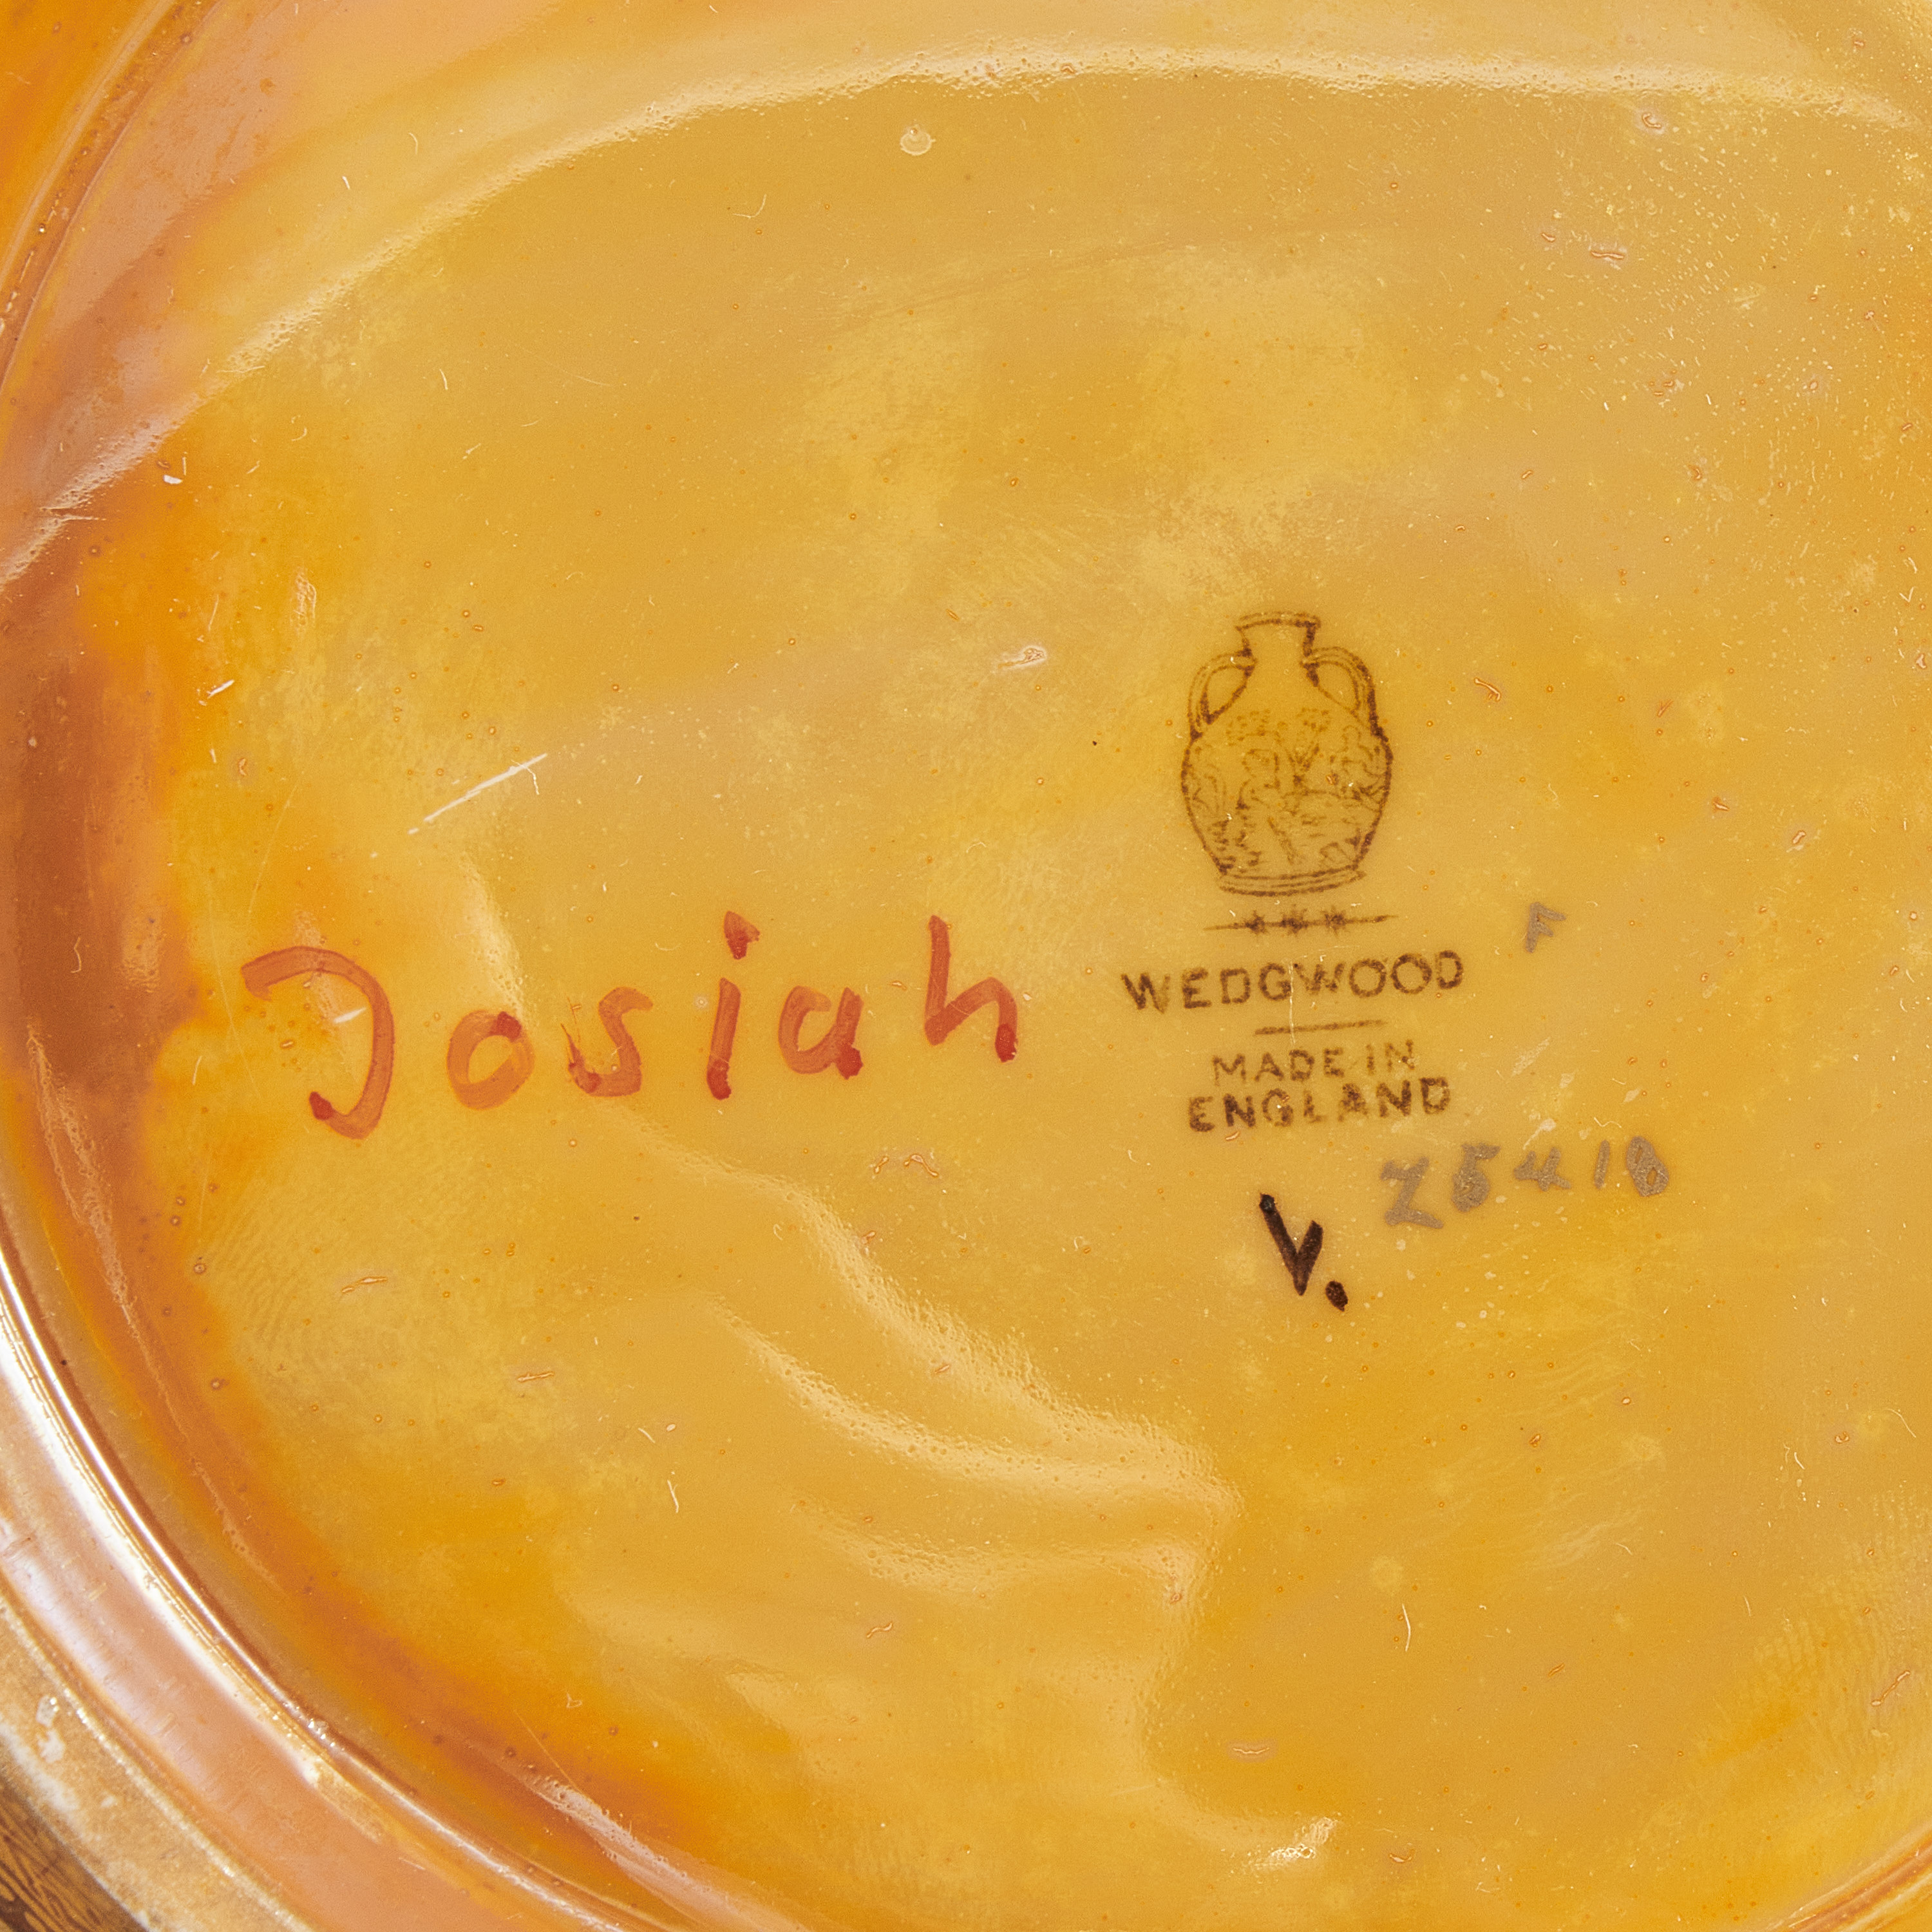 Josiah
WEDGWOOD
F
MADE IN
ENGLAND
Z5418
V.